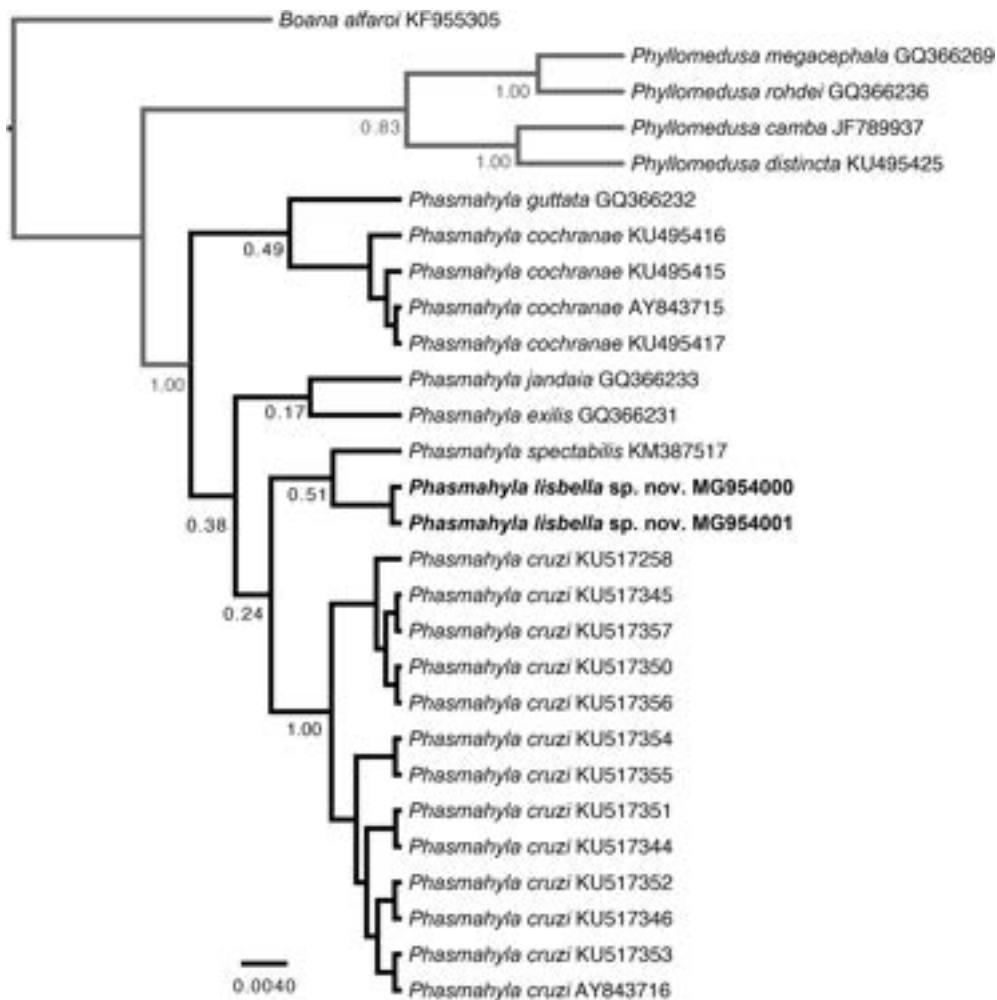 Boana alfaroi KF955305
Phyllomedusa megacephala GQ366269
1.00
Phyllomedusa rohdei GQ366236
0.83
Phyllomedusa camba JF789937
1.00
Phyllomedusa distincta KU495425
Phasmahyla guttata GQ366232
0.49
Phasmahyla cochranae KU495416
Phasmahyla cochranae KU495415
Phasmahyla cochranae AY843715
Phasmahyla cochranae KU495417
1.00
Phasmahyla jandaia GQ366233
0.17
Phasmahyla exilis GQ366231
Phasmahyla spectabilis KM387517
0.51
Phasmahyla lisbella sp. nov. MG954000
0.38
Phasmahyla lisbella sp. nov. MG954001
Phasmahyla cruzi KU517258
Phasmahyla cruzi KU517345
0.24
Phasmahyla cruzi KU517357
Phasmahyla cruzi KU517350
Phasmahyla cruzi KU517356
1.00
Phasmahyla cruzi KU517354
Phasmahyla cruzi KU517355
Phasmahyla cruzi KU517351
Phasmahyla cruzi KU517344
Phasmahyla cruzi KU517352
Phasmahyla cruzi KU517346
Phasmahyla cruzi KU517353
0.0040
Phasmahyla cruzi AY843716